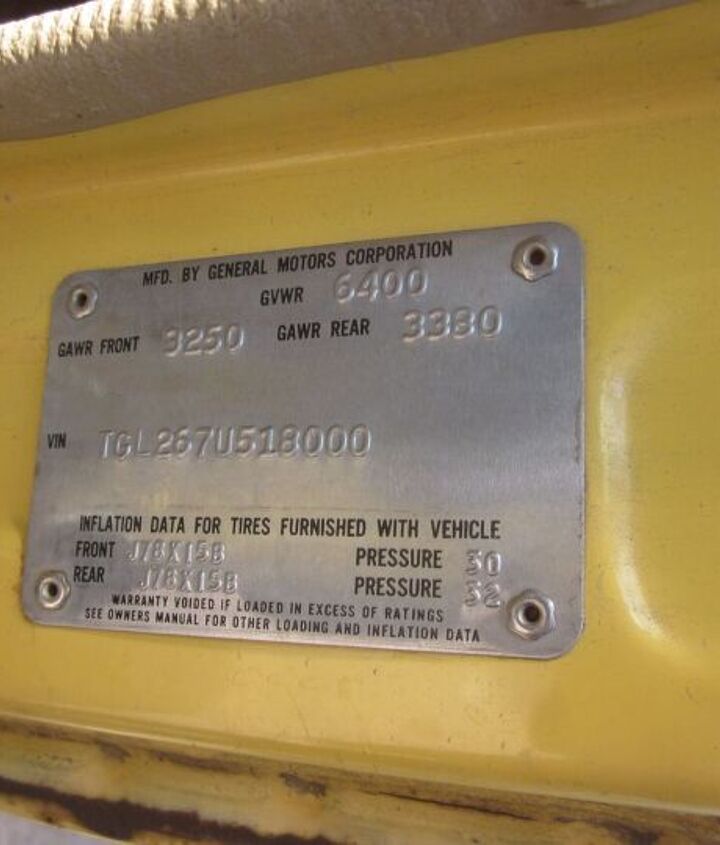 MFD. BY GENERAL MOTORS CORPORATION
GVWR 6400
GAWR FRONT 3250 GAWR REAR 3380
VIN TGL267U518000
INFLATION DATA FOR TIRES FURNISHED WITH VEHICLE
FRONT J78X15B PRESSURE 30
REAR J78X15B PRESSURE 32
WARRANTY VOIDED IF LOADED IN EXCESS OF RATINGS
SEE OWNERS MANUAL FOR OTHER LOADING AND INFLATION DATA